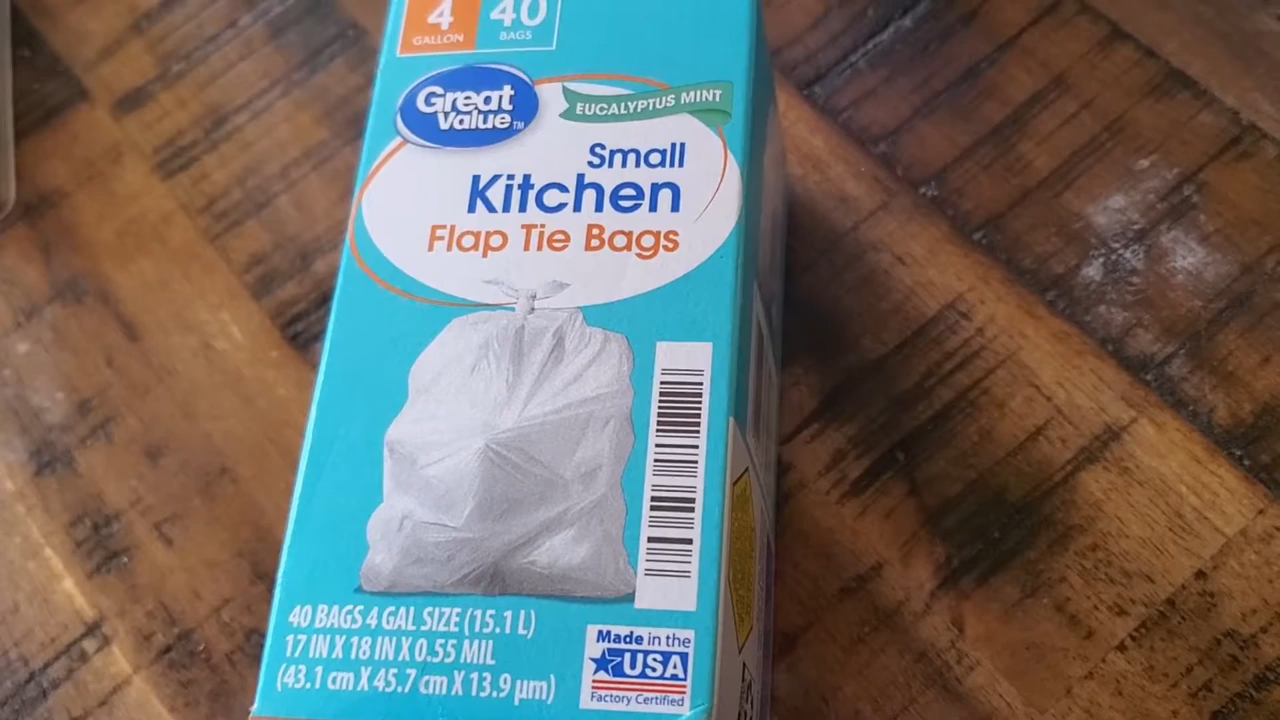 4 40
GALLON BAGS
Great
Value™
EUCALYPTUS MINT
Small
Kitchen
Flap Tie Bags
40 BAGS 4 GAL SIZE (15.1 L)
17 IN X 18 IN X 0.55 MIL
(43.1 cm X 45.7 cm X 13.9 µm)
Made in the
USA
Factory Certified